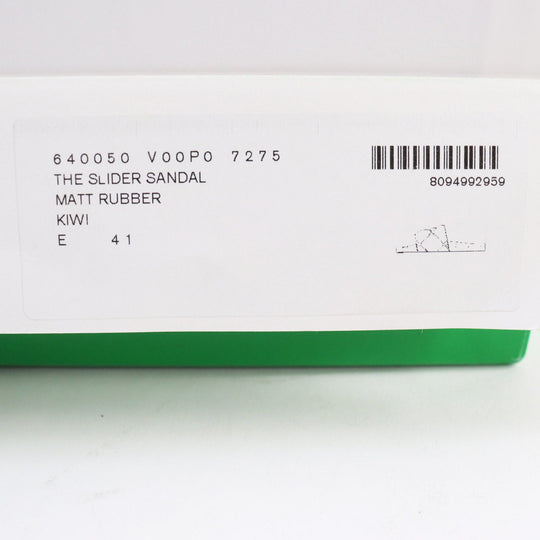 640050 V00P0 7275
THE SLIDER SANDAL
MATT RUBBER
KIWI
E 41
8094992959